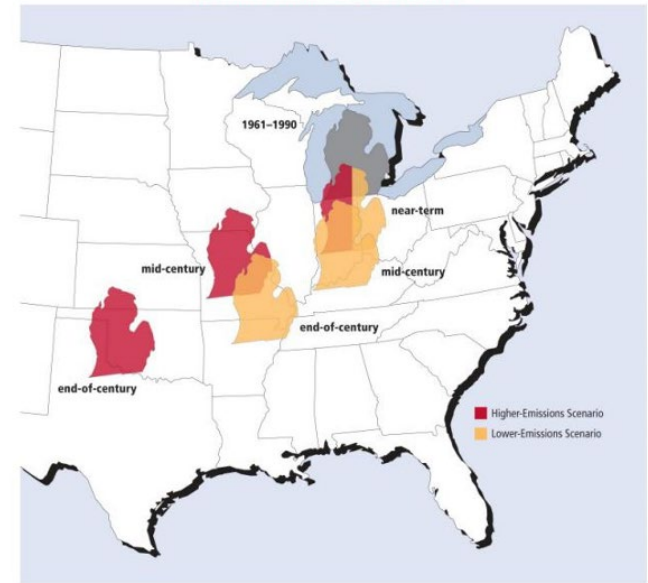 1961–1990
near-term
mid-century
mid-century
end-of-century
end-of-century
Higher-Emissions Scenario
Lower-Emissions Scenario